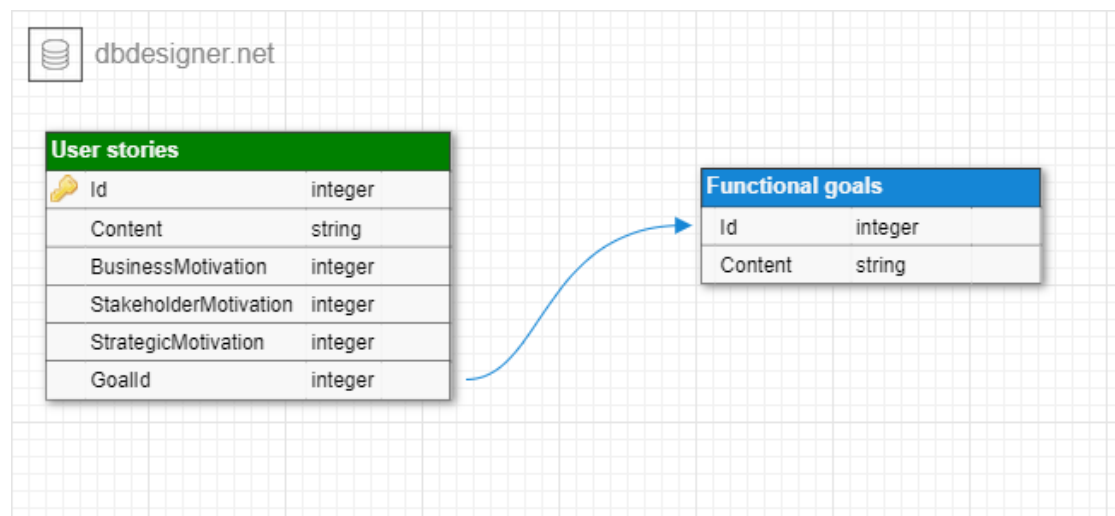 dbdesigner.net
User stories
Id integer
Content string
BusinessMotivation integer
StakeholderMotivation integer
StrategicMotivation integer
GoalId integer
Functional goals
Id integer
Content string